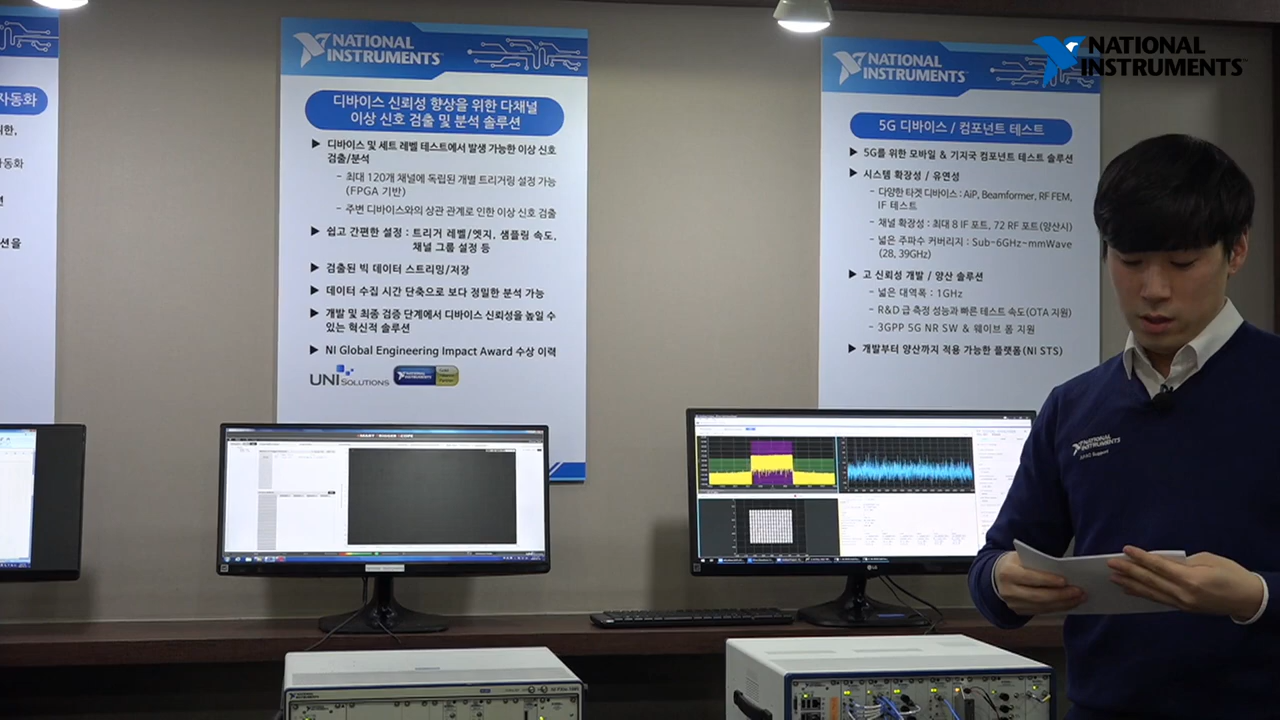 자동화
NATIONAL
INSTRUMENTS
디바이스 신뢰성 향상을 위한 다채널
이상 신호 검출 및 분석 솔루션
▶ 디바이스 및 세트 레벨 테스트에서 발생 가능한 이상 신호
검출/분석
- 최대 120개 채널에 독립된 개별 트리거링 설정 가능
(FPGA 기반)
- 주변 디바이스와의 상관 관계로 인한 이상 신호 검출
▶ 쉽고 간편한 설정 : 트리거 레벨/엣지, 샘플링 속도,
채널 그룹 설정 등
▶ 검출된 빅 데이터 스트리밍/저장
▶ 데이터 수집 시간 단축으로 보다 정밀한 분석 가능
▶ 개발 및 최종 검증 단계에서 디바이스 신뢰성을 높일 수
있는 혁신적 솔루션
▶ NI Global Engineering Impact Award 수상 이력
UNI SOLUTIONS
NATIONAL
INSTRUMENTS
5G 디바이스 / 컴포넌트 테스트
▶ 5G를 위한 모바일 & 기지국 컴포넌트 테스트 솔루션
▶ 시스템 확장성 / 유연성
- 다양한 타겟 디바이스 : AiP, Beamformer, RF FEM,
IF 테스트
- 채널 확장성 : 최대 8 IF 포트, 72 RF 포트(양산시)
- 넓은 주파수 커버리지 : Sub-6GHz~mmWave
(28, 39GHz)
▶ 고 신뢰성 개발 / 양산 솔루션
- 넓은 대역폭 : 1GHz
- R&D 급 측정 성능과 빠른 테스트 속도(OTA 지원)
- 3GPP 5G NR SW & 웨이브 폼 지원
▶ 개발부터 양산까지 적용 가능한 플랫폼(NI STS)
NATIONAL
INSTRUMENTS
NATIONAL
INSTRUMENTS
LG